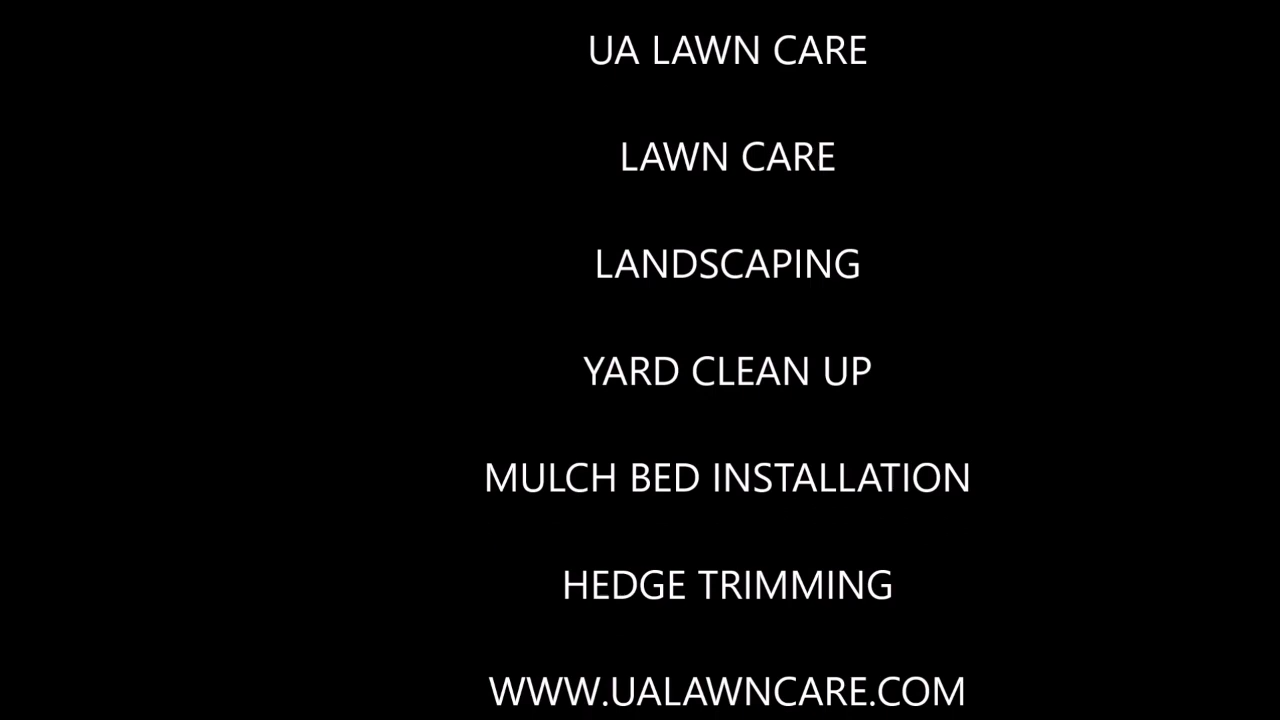 UA LAWN CARE
LAWN CARE
LANDSCAPING
YARD CLEAN UP
MULCH BED INSTALLATION
HEDGE TRIMMING
WWW.UALAWNCARE.COM